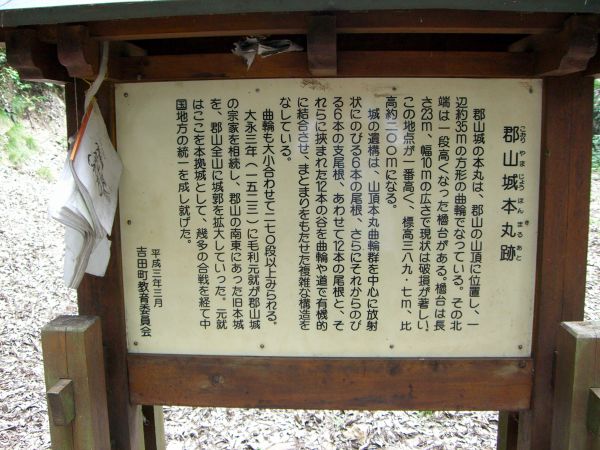 郡山城本丸跡
こおり やま じょう ほん まる あと
郡山城の本丸は、郡山の山頂に位置し、一
辺約35mの方形の曲輪でなっている。その北
端は一段高くなった櫓台がある。櫓台は長
さ23m、幅10mの広さで現状は破損が著しい。
この地点が一番高く、標高三八九・七m、比
高約二〇〇mになる。
城の遺構は、山頂本丸曲輪群を中心に放射
状にのびる6本の尾根、さらにそれからのび
る6本の支尾根、あわせて12本の尾根と、そ
れらに挟まれた12本の谷を曲輪や道で有機的
に結合させ、まとまりをもたせた複雑な構造を
なしている。
曲輪も大小合わせて二七〇段以上みられる。
大永三年(一五二三)に毛利元就が郡山城
の宗家を相続し、郡山の南東にあった旧本城
を、郡山全山に城郭を拡大していった。元就
はここを本拠城として、幾多の合戦を経て中
国地方の統一を成し就げた。
平成三年三月
吉田町教育委員会